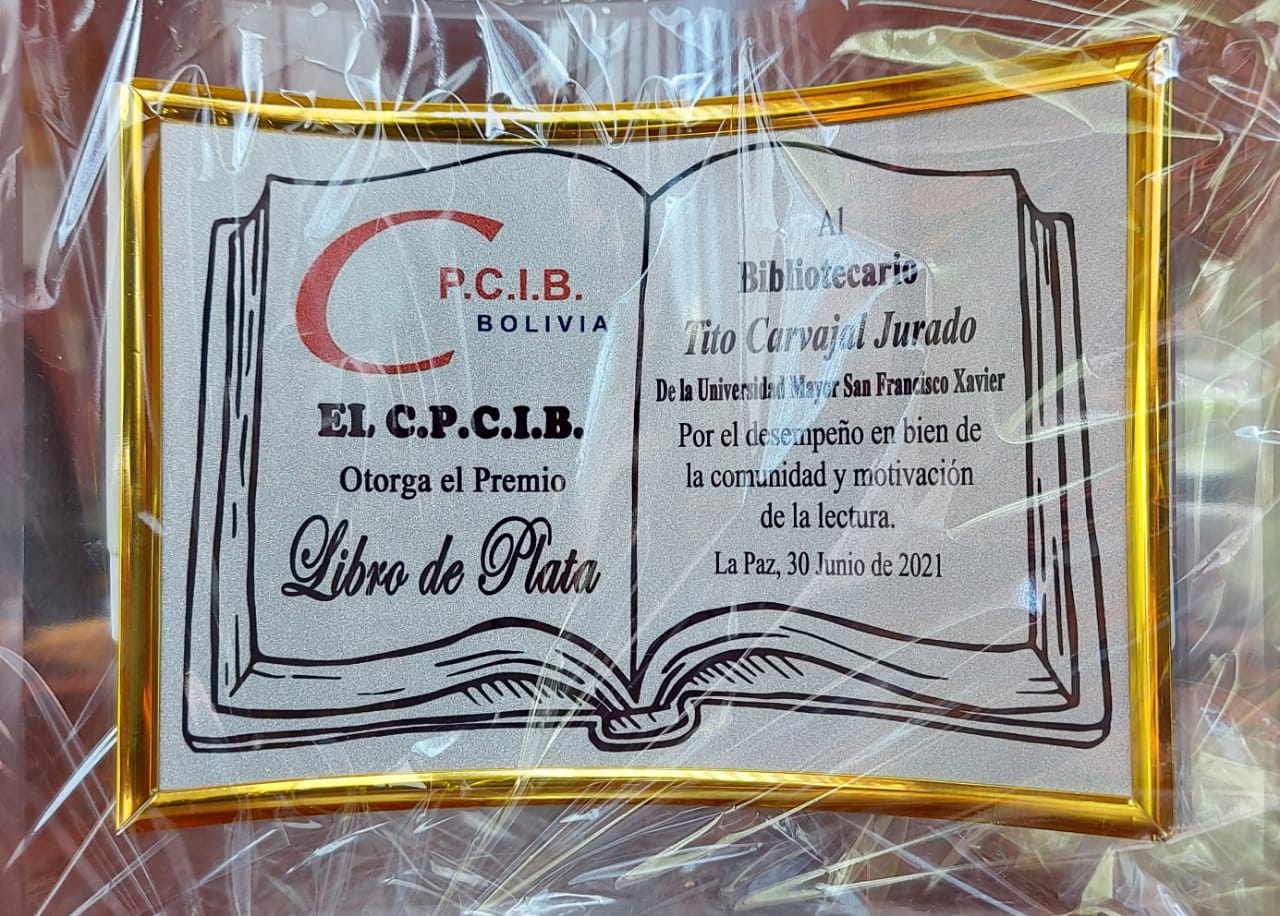 C P.C.I.B.
BOLIVIA
EL C.P.C.I.B.
Otorga el Premio
Libro de Plata
Al
Bibliotecario
Tito Carvajal Jurado
De la Universidad Mayor San Francisco Xavier
Por el desempeño en bien de
la comunidad y motivación
de la lectura.
La Paz, 30 Junio de 2021